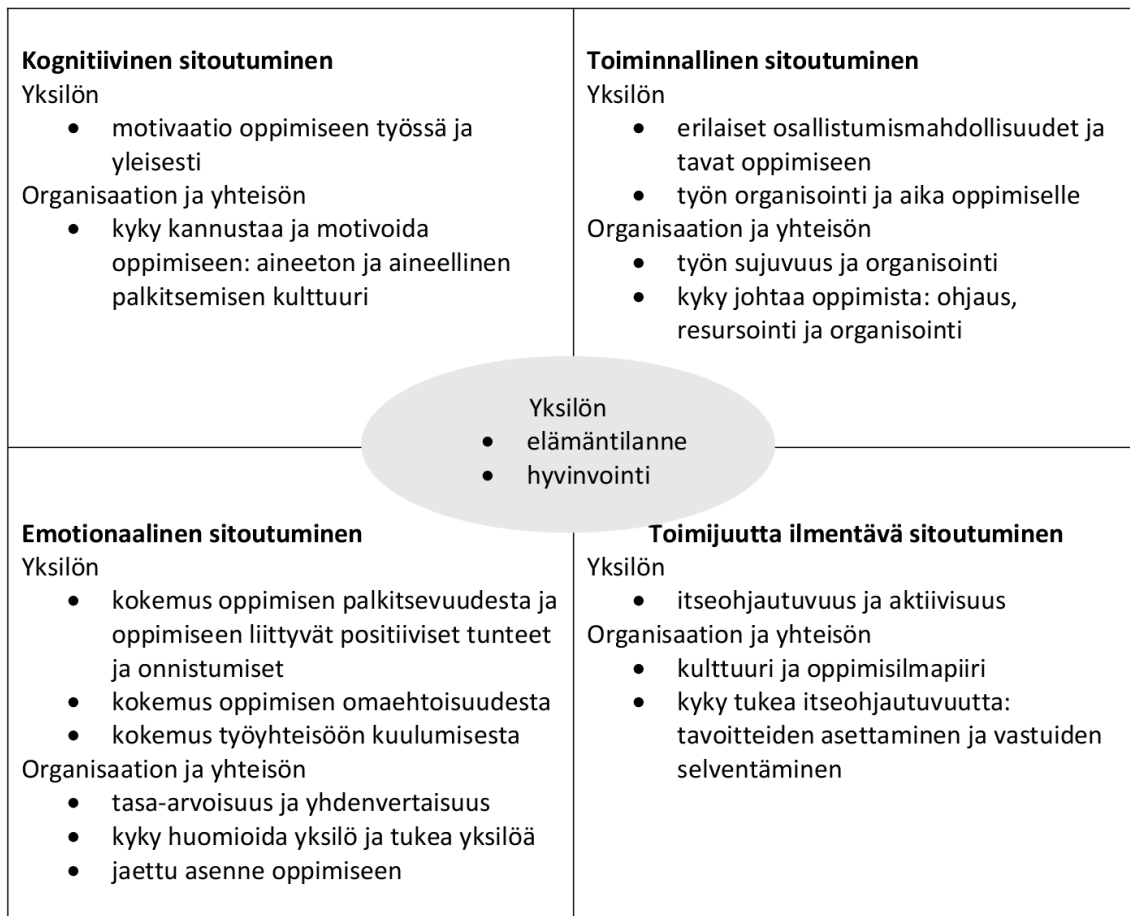 Kognitiivinen sitoutuminen
Yksilön
• motivaatio oppimiseen työssä ja
yleisesti
Organisaation ja yhteisön
• kyky kannustaa ja motivoida
oppimiseen: aineeton ja aineellinen
palkitsemisen kulttuuri
Toiminnallinen sitoutuminen
Yksilön
• erilaiset osallistumismahdollisuudet ja
tavat oppimiseen
• työn organisointi ja aika oppimiselle
Organisaation ja yhteisön
• työn sujuvuus ja organisointi
• kyky johtaa oppimista: ohjaus,
resursointi ja organisointi
Yksilön
• elämäntilanne
• hyvinvointi
Emotionaalinen sitoutuminen
Yksilön
• kokemus oppimisen palkitsevuudesta ja
oppimiseen liittyvät positiiviset tunteet
ja onnistumiset
• kokemus oppimisen omaehtoisuudesta
• kokemus työyhteisöön kuulumisesta
Organisaation ja yhteisön
• tasa-arvoisuus ja yhdenvertaisuus
• kyky huomioida yksilö ja tukea yksilöä
• jaettu asenne oppimiseen
Toimijuutta ilmentävä sitoutuminen
Yksilön
• itseohjautuvuus ja aktiivisuus
Organisaation ja yhteisön
• kulttuuri ja oppimisilmapiiri
• kyky tukea itseohjautuvuutta:
tavoitteiden asettaminen ja vastuiden
selventäminen